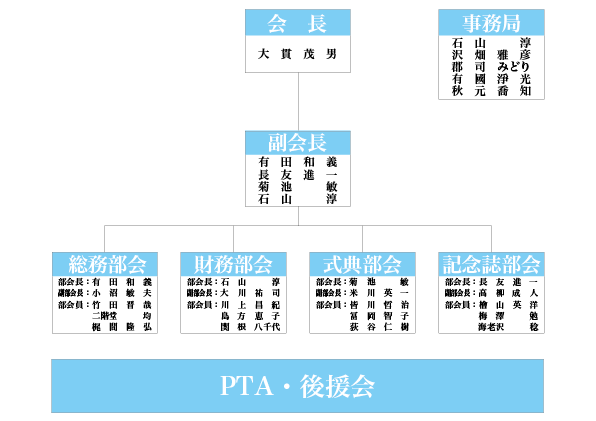 会 長
大 貫 茂 男
事務局
石 山 淳
沢 畑 雅 彦
郡 司 みどり
有 國 淨 光
秋 元 喬 知
副会長
有 田 和 義
長 友 進 一
菊 池 敏
石 山 淳
総務部会
部会長：有 田 和 義
副部会長：小 沼 敏 夫
部会員：竹 田 晋 哉
二階堂 均
梶 間 隆 弘
財務部会
部会長：石 山 淳
副部会長：大 川 祐 司
部会員：川 上 昌 紀
島 方 恵 子
関 根 八千代
式典部会
部会長：菊 池 敏
副部会長：米 川 英 一
部会員：皆 川 哲 治
冨 岡 智 子
荻 谷 仁 樹
記念誌部会
部会長：長 友 進 一
副部会長：高 柳 成 人
部会員：檜 山 英 洋
梅 澤 勉
海老沢 稔
PTA・後援会